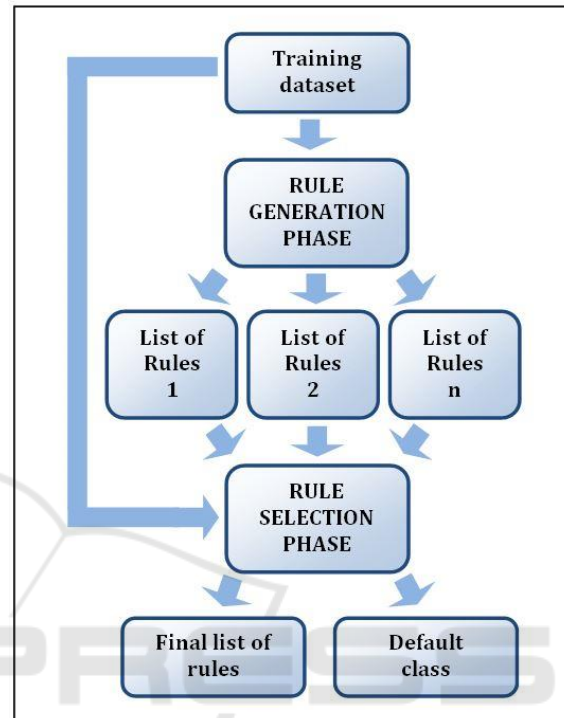 Training
dataset
RULE
GENERATION
PHASE
List of
Rules
1
List of
Rules
2
List of
Rules
n
RULE
SELECTION
PHASE
Final list of
rules
Default
class
PRESS